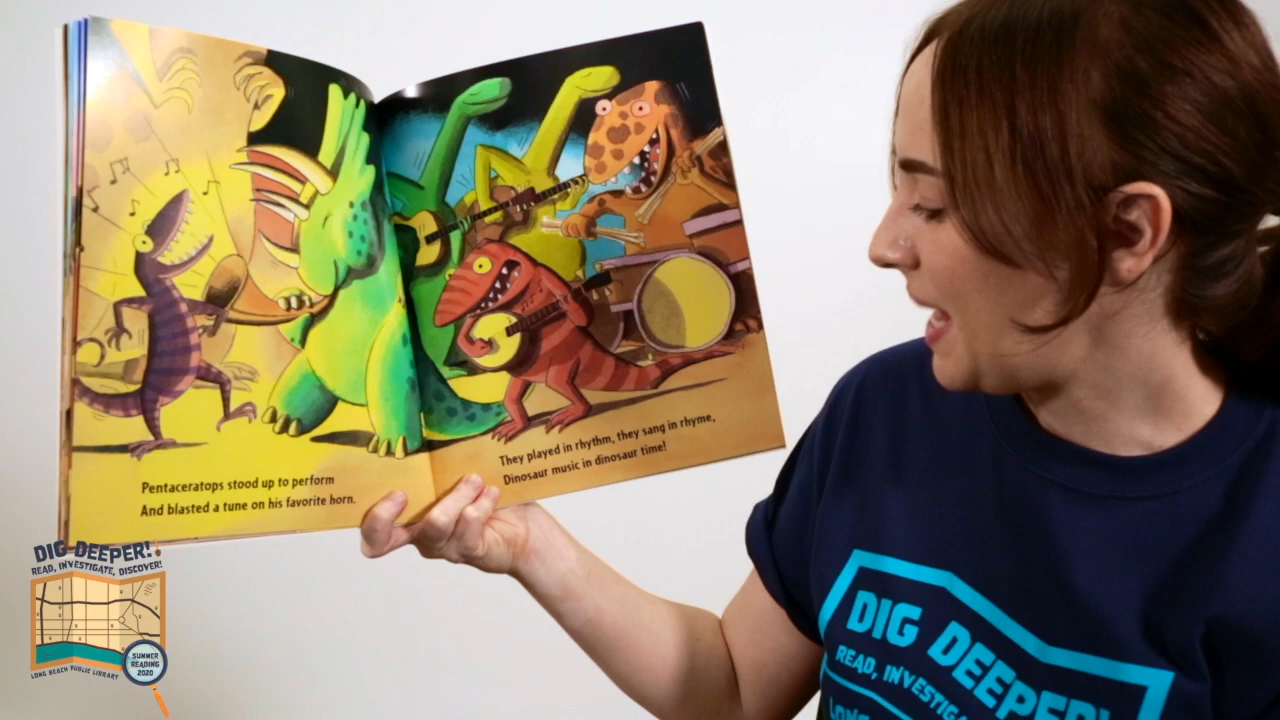 Pentaceratops stood up to perform
And blasted a tune on his favorite horn.
They played in rhythm, they sang in rhyme,
Dinosaur music in dinosaur time!
DIG DEEPER!
READ, INVESTIGATE, DISCOVER!
SUMMER
READING
2020
LONG BEACH PUBLIC LIBRARY
DIG DEEPER!
READ, INVESTIGA
LONG